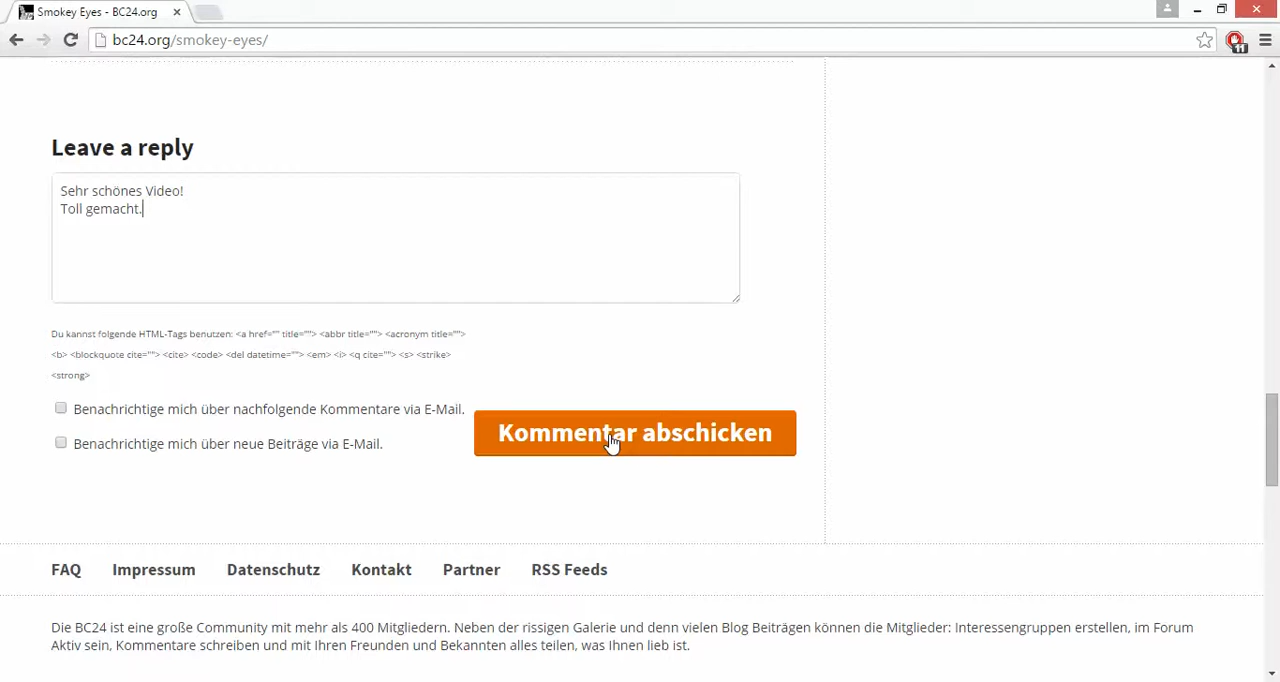 Smokey Eyes - BC24.org
bc24.org/smokey-eyes/
11
Leave a reply
Sehr schönes Video!
Toll gemacht.
Du kannst folgende HTML-Tags benutzen: <a href="" title=""> <abbr title=""> <acronym title="">
<b> <blockquote cite=""> <cite> <code> <del datetime=""> <em> <i> <q cite=""> <s> <strike>
<strong>
Benachrichtige mich über nachfolgende Kommentare via E-Mail.
Benachrichtige mich über neue Beiträge via E-Mail.
Kommentar abschicken
FAQ Impressum Datenschutz Kontakt Partner RSS Feeds
Die BC24 ist eine große Community mit mehr als 400 Mitgliedern. Neben der rissigen Galerie und denn vielen Blog Beiträgen können die Mitglieder: Interessengruppen erstellen, im Forum
Aktiv sein, Kommentare schreiben und mit Ihren Freunden und Bekannten alles teilen, was Ihnen lieb ist.